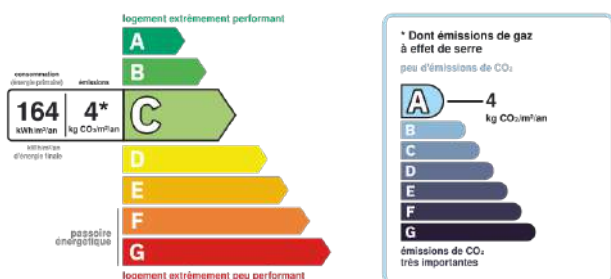 logement extrêmement performant
A
B
consommation
(énergie primaire)
émissions
164
kWh/m²/an
4*
kg CO₂/m²/an
C
d'énergie finale
D
E
F
G
passoire
énergétique
logement extrêmement peu performant
* Dont émissions de gaz
à effet de serre
peu d'émissions de CO₂
A
4
kg CO₂/m²/an
B
C
D
E
F
G
émissions de CO₂
très importantes